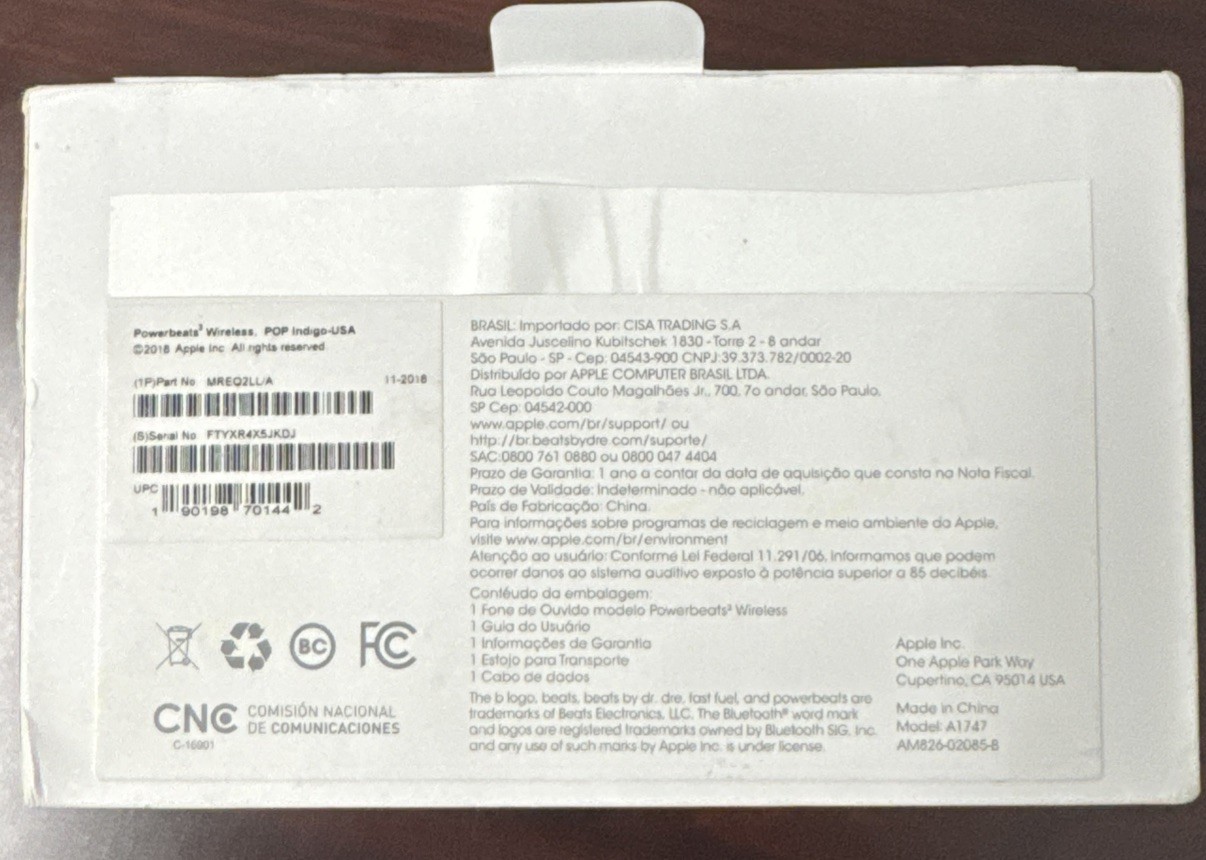 Powerbeats³ Wireless, POP Indigo-USA
©2018 Apple Inc. All rights reserved
(1P)Part No. MREQ2LL/A 11-2018
(S)Serial No. FTYXR4X5JKDJ
UPC
1 90198 70144 2
BC
FC
CNC COMISIÓN NACIONAL
DE COMUNICACIONES
C-16001
BRASIL: Importado por: CISA TRADING S.A
Avenida Juscelino Kubitschek 1830 - Torre 2 - 8 andar
São Paulo - SP - Cep: 04543-900 CNPJ:39.373.782/0002-20
Distribuído por APPLE COMPUTER BRASIL LTDA.
Rua Leopoldo Couto Magalhães Jr., 700, 7o andar, São Paulo,
SP Cep: 04542-000
www.apple.com/br/support/ ou
http://br.beatsbydre.com/suporte/
SAC:0800 761 0880 ou 0800 047 4404
Prazo de Garantia: 1 ano a contar da data de aquisição que consta na Nota Fiscal.
Prazo de Validade: Indeterminado - não aplicável.
País de Fabricação: China.
Para informações sobre programas de reciclagem e meio ambiente da Apple,
visite www.apple.com/br/environment
Atenção ao usuário: Conforme Lei Federal 11.291/06, informamos que podem
ocorrer danos ao sistema auditivo exposto à potência superior a 85 decibéis.
Contéudo da embalagem:
1 Fone de Ouvido modelo Powerbeats³ Wireless
1 Guia do Usuário
1 Informações de Garantia
1 Estojo para Transporte
1 Cabo de dados
The b logo, beats, beats by dr. dre, fast fuel, and powerbeats are
trademarks of Beats Electronics, LLC. The Bluetooth® word mark
and logos are registered trademarks owned by Bluetooth SIG, Inc.
and any use of such marks by Apple Inc. is under license.
Apple Inc.
One Apple Park Way
Cupertino, CA 95014 USA
Made in China
Model: A1747
AM826-02085-B